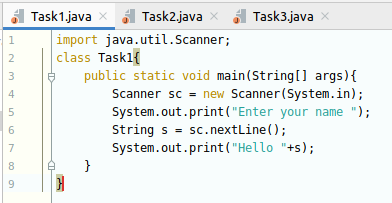 Task1.java × Task2.java × Task3.java ×
1 import java.util.Scanner;
2 class Task1{
3 public static void main(String[] args){
4 Scanner sc = new Scanner(System.in);
5 System.out.print("Enter your name ");
6 String s = sc.nextLine();
7 System.out.print("Hello "+s);
8 }
9 }